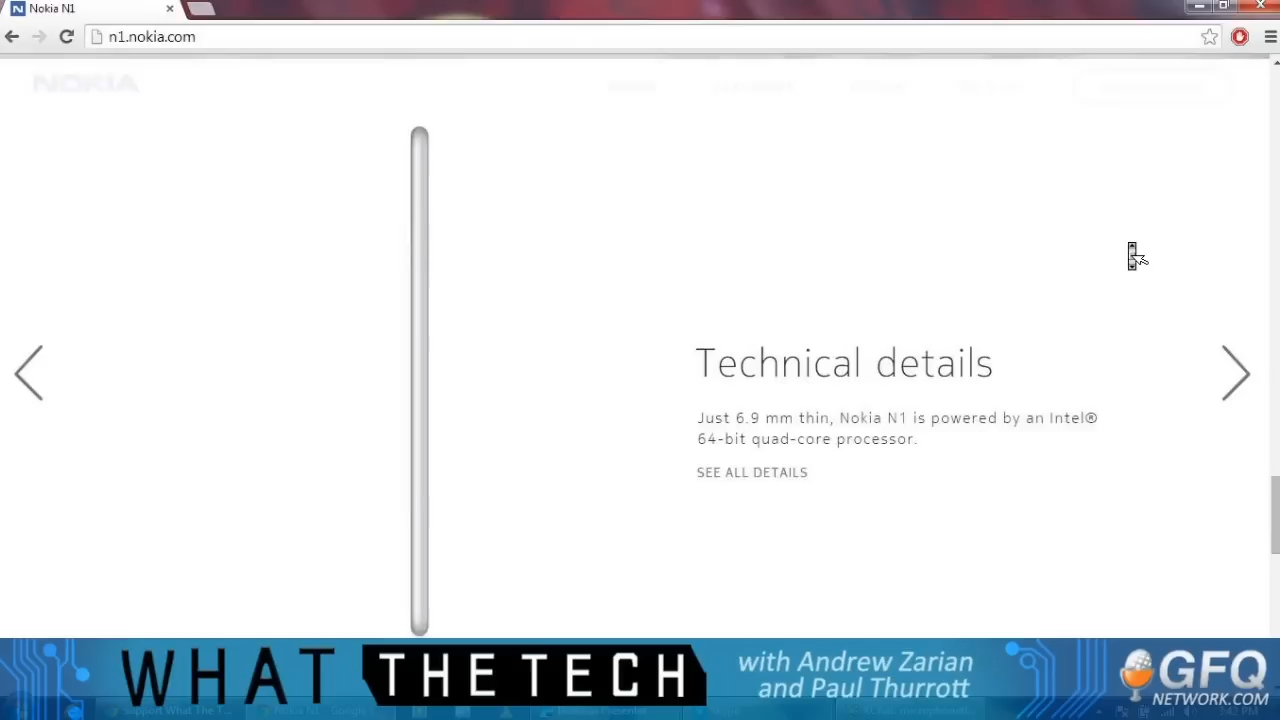 Nokia N1
n1.nokia.com
NOKIA
Technical details
Just 6.9 mm thin, Nokia N1 is powered by an Intel®
64-bit quad-core processor.
SEE ALL DETAILS
WHAT THE TECH
with Andrew Zarian
and Paul Thurrott
GFQ
NETWORK.COM